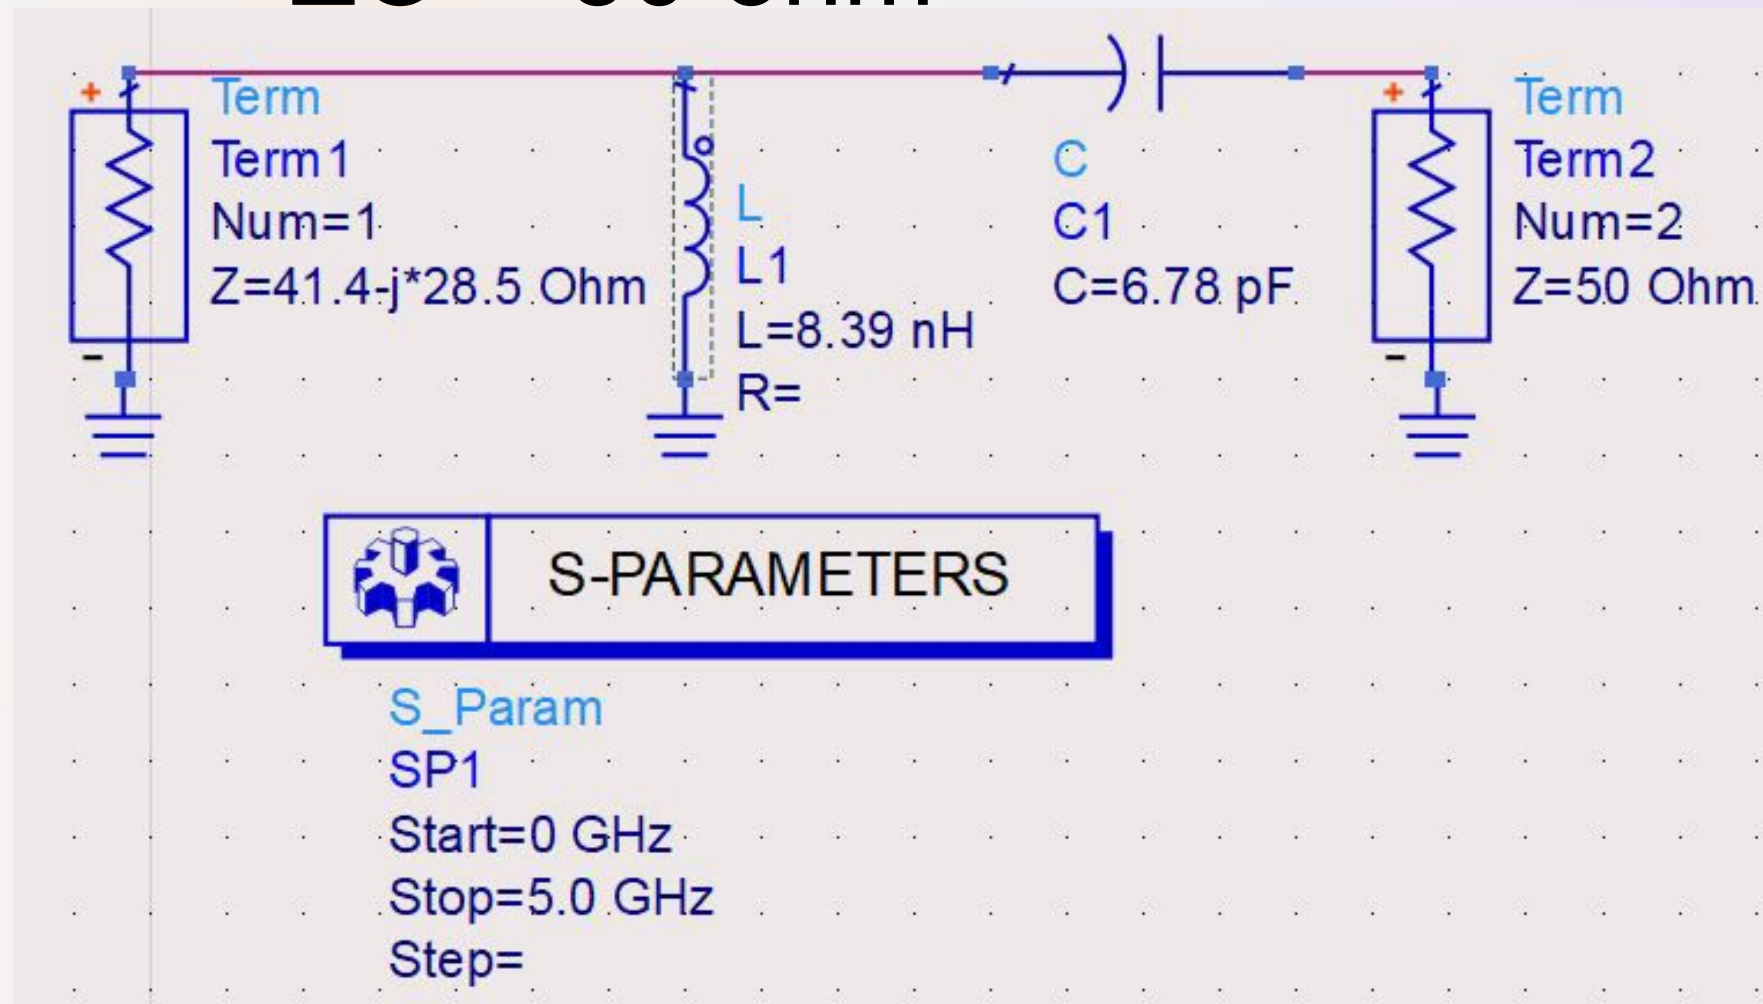 +
Term
Term1
Num=1
Z=41.4-j*28.5 Ohm
-
L
L1
L=8.39 nH
R=
C
C1
C=6.78 pF
+
Term
Term2
Num=2
Z=50 Ohm
-
S-PARAMETERS
S_Param
SP1
Start=0 GHz
Stop=5.0 GHz
Step=